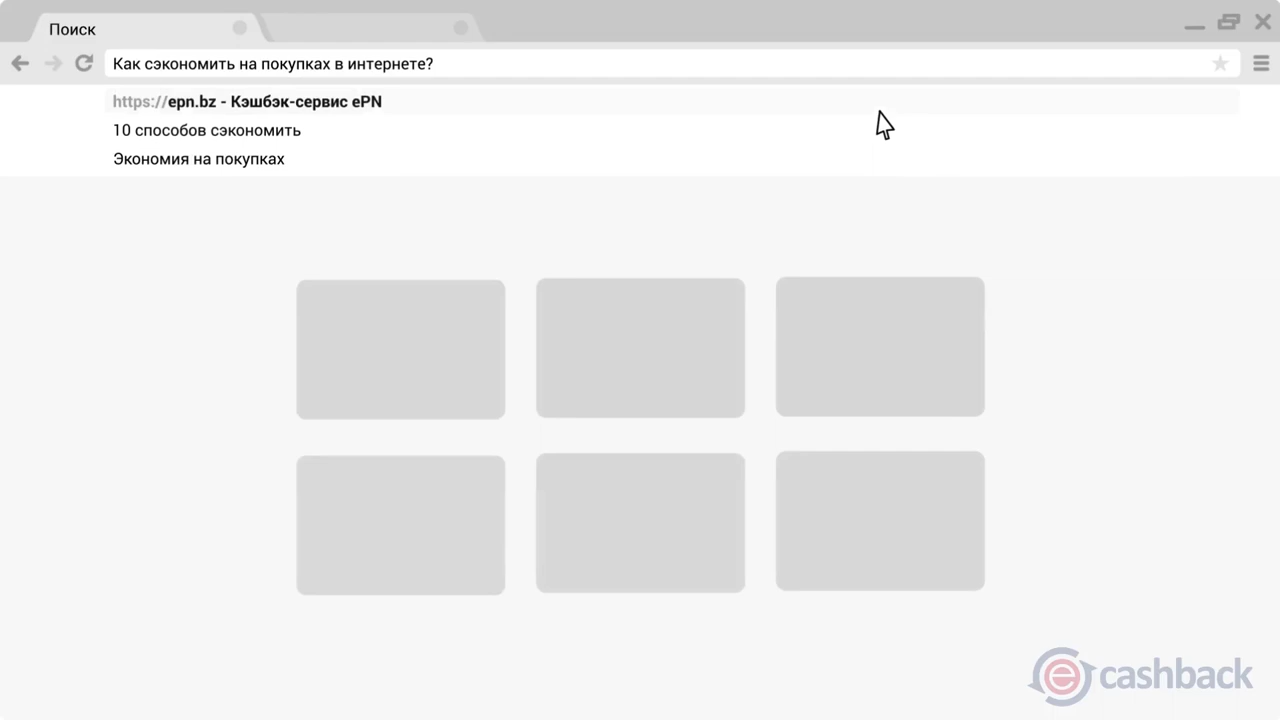 Поиск
Как сэкономить на покупках в интернете?
https://epn.bz - Кэшбэк-сервис ePN
10 способов сэкономить
Экономия на покупках
e cashback